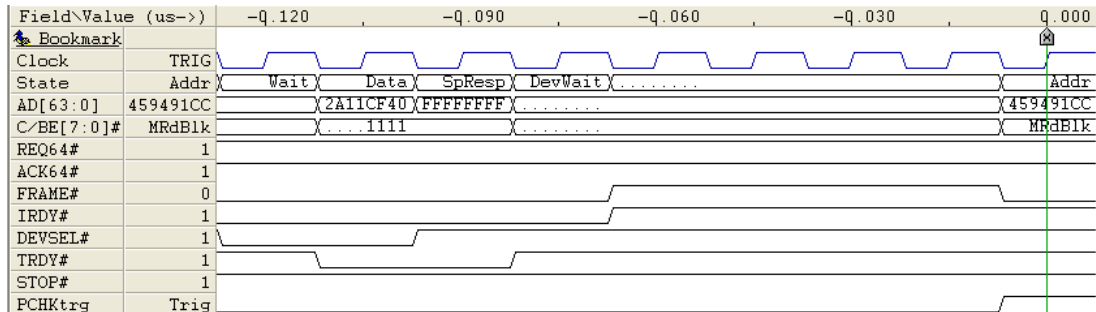 Field\Value (us->) -0.120 -0.090 -0.060 -0.030 0.000
Bookmark
Clock TRIG
State Addr Wait Data SpResp DevWait ........ Addr
AD[63:0] 459491CC 2A11CF40 FFFFFFFF ........ 459491CC
C/BE[7:0]# MRdBlk ....1111 ........ MRdBlk
REQ64# 1
ACK64# 1
FRAME# 0
IRDY# 1
DEVSEL# 1
TRDY# 1
STOP# 1
PCHKtrg Trig